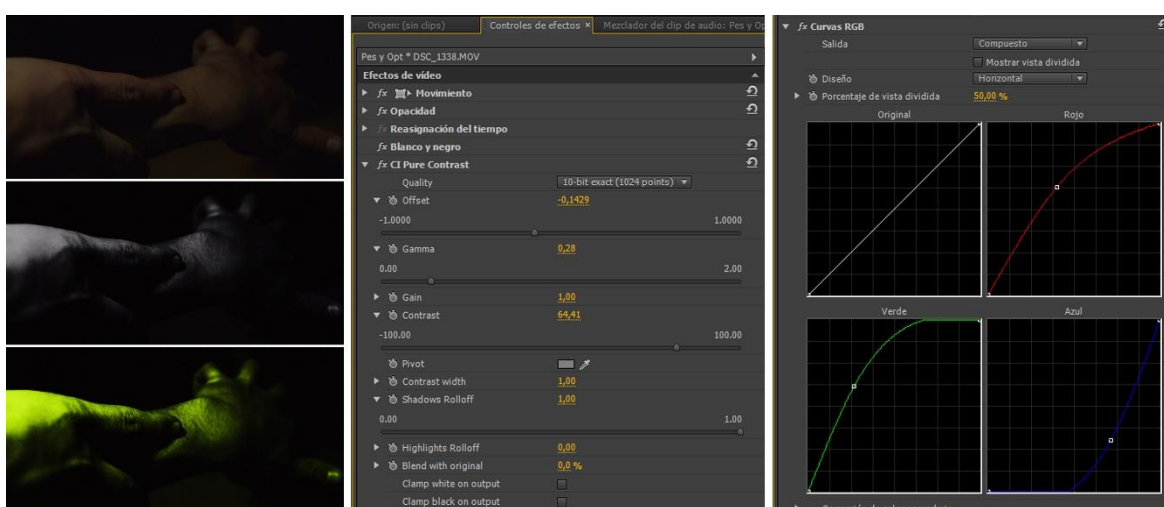 Origen: (sin clips) Controles de efectos × Mezclador del clip de audio: Pes y Op
Pes y Opt * DSC_1338.MOV
Efectos de vídeo
fx Movimiento
fx Opacidad
fx Reasignación del tiempo
fx Blanco y negro
fx CI Pure Contrast
Quality 10-bit exact (1024 points)
Offset -0,1429
-1.0000 1.0000
Gamma 0,28
0.00 2.00
Gain 1,00
Contrast 64,41
-100.00 100.00
Pivot
Contrast width 1,00
Shadows Rolloff 1,00
0.00 1.00
Highlights Rolloff 0,00
Blend with original 0,0 %
Clamp white on output
Clamp black on output
fx Curvas RGB
Salida Compuesto
Mostrar vista dividida
Diseño Horizontal
Porcentaje de vista dividida 50,00 %
Original Rojo
Verde Azul